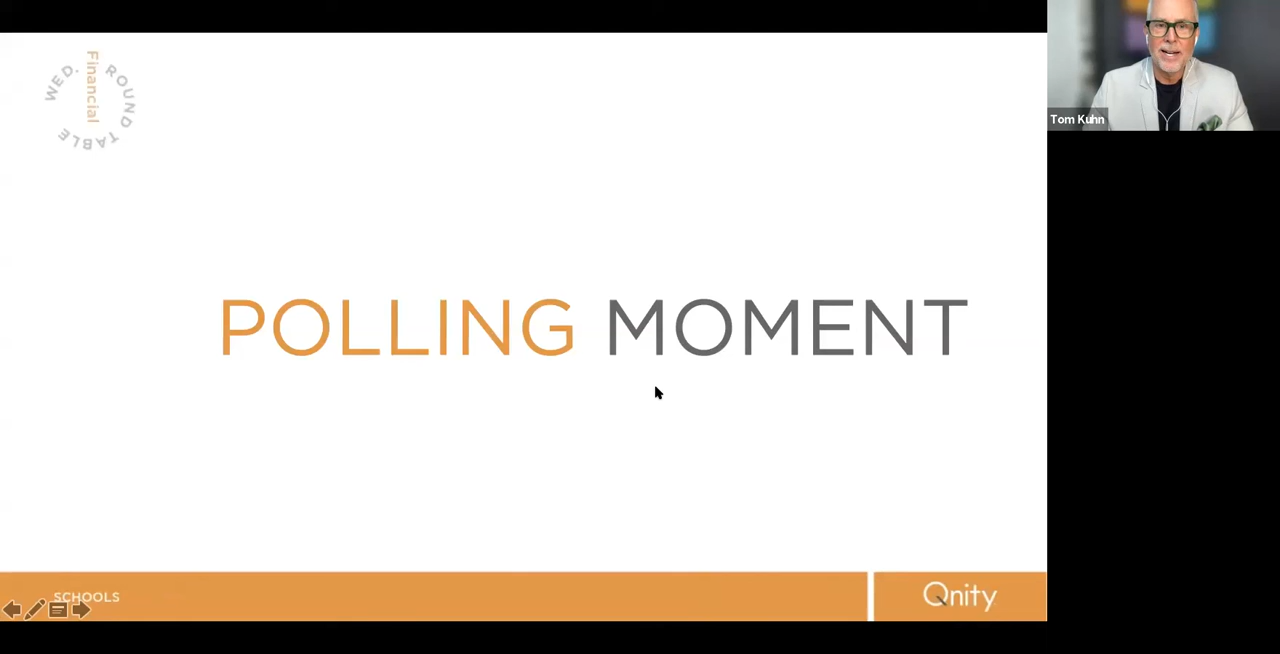 WED. Financial ROUND TABLE
Tom Kuhn
POLLING MOMENT
SCHOOLS
Qnity